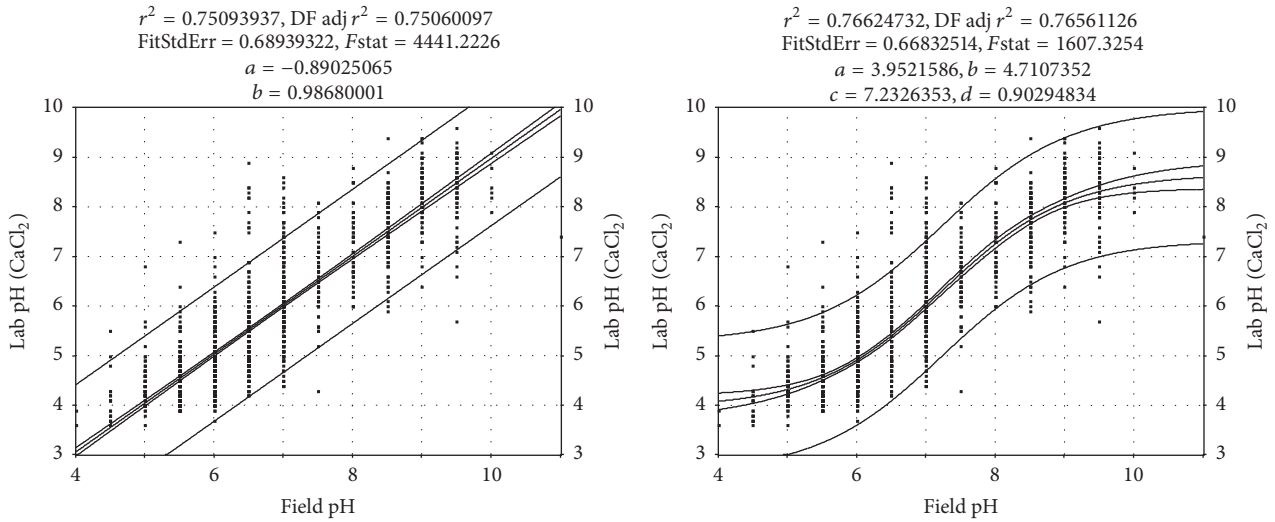 r² = 0.75093937, DF adj r² = 0.75060097
FitStdErr = 0.68939322, Fstat = 4441.2226
a = −0.89025065
b = 0.98680001
10
9
8
7
6
5
4
3
10
9
8
7
6
5
4
3
4
6
8
10
Lab pH (CaCl₂)
Lab pH (CaCl₂)
Field pH
r² = 0.76624732, DF adj r² = 0.76561126
FitStdErr = 0.66832514, Fstat = 1607.3254
a = 3.9521586, b = 4.7107352
c = 7.2326353, d = 0.90294834
10
9
8
7
6
5
4
3
10
9
8
7
6
5
4
3
4
6
8
10
Lab pH (CaCl₂)
Lab pH (CaCl₂)
Field pH